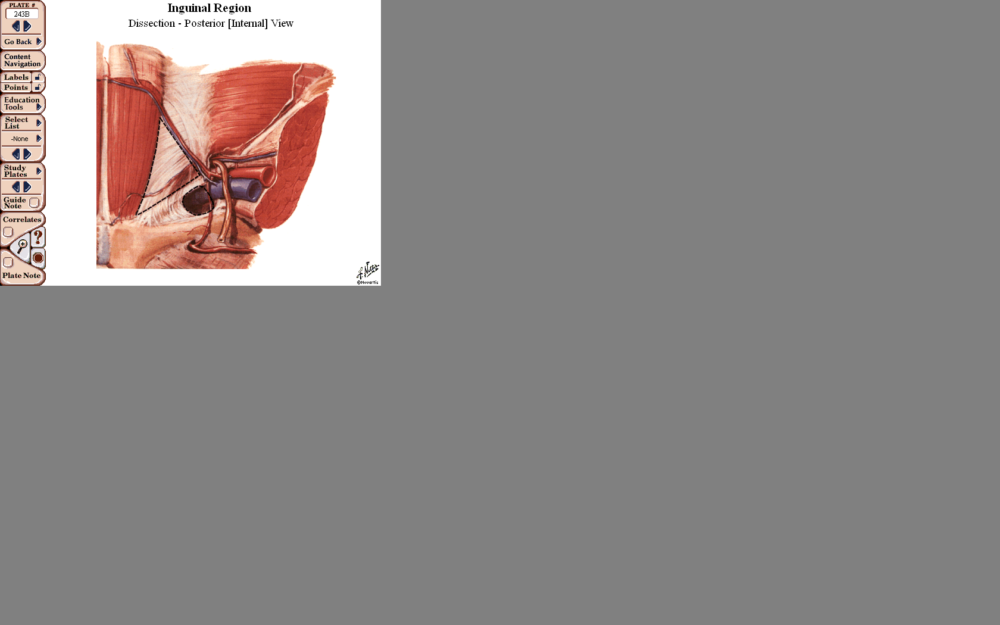 PLATE #
243B
Go Back
Content
Navigation
Labels
Points
Education
Tools
Select
List
-None
Study
Plates
Guide
Note
Correlates
?
Plate Note
Inguinal Region
Dissection - Posterior [Internal] View
F. Netter
©Novartis